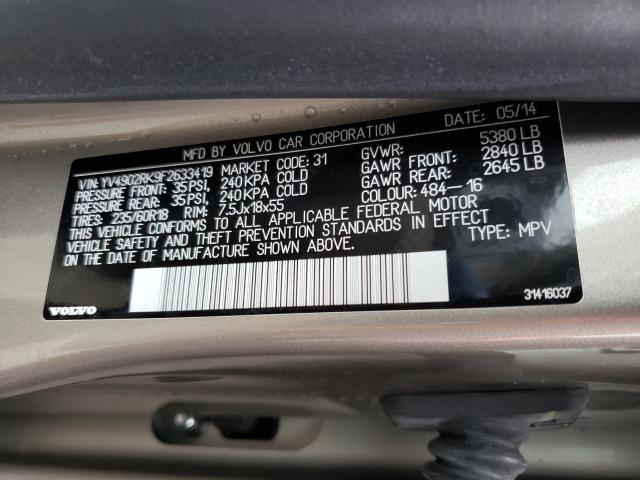 MFD BY VOLVO CAR CORPORATION DATE: 05/14
VIN: YV4902RK9F2633419 MARKET CODE: 31 GVWR: 5380 LB
PRESSURE FRONT: 35PSI, 240KPA COLD GAWR FRONT: 2840 LB
PRESSURE REAR: 35PSI, 240KPA COLD GAWR REAR: 2645 LB
TIRES: 235/60R18 RIM: 7.5Jx18x55 COLOUR: 484-16
THIS VEHICLE CONFORMS TO ALL APPLICABLE FEDERAL MOTOR
VEHICLE SAFETY AND THEFT PREVENTION STANDARDS IN EFFECT
ON THE DATE OF MANUFACTURE SHOWN ABOVE. TYPE: MPV
VOLVO 31416037